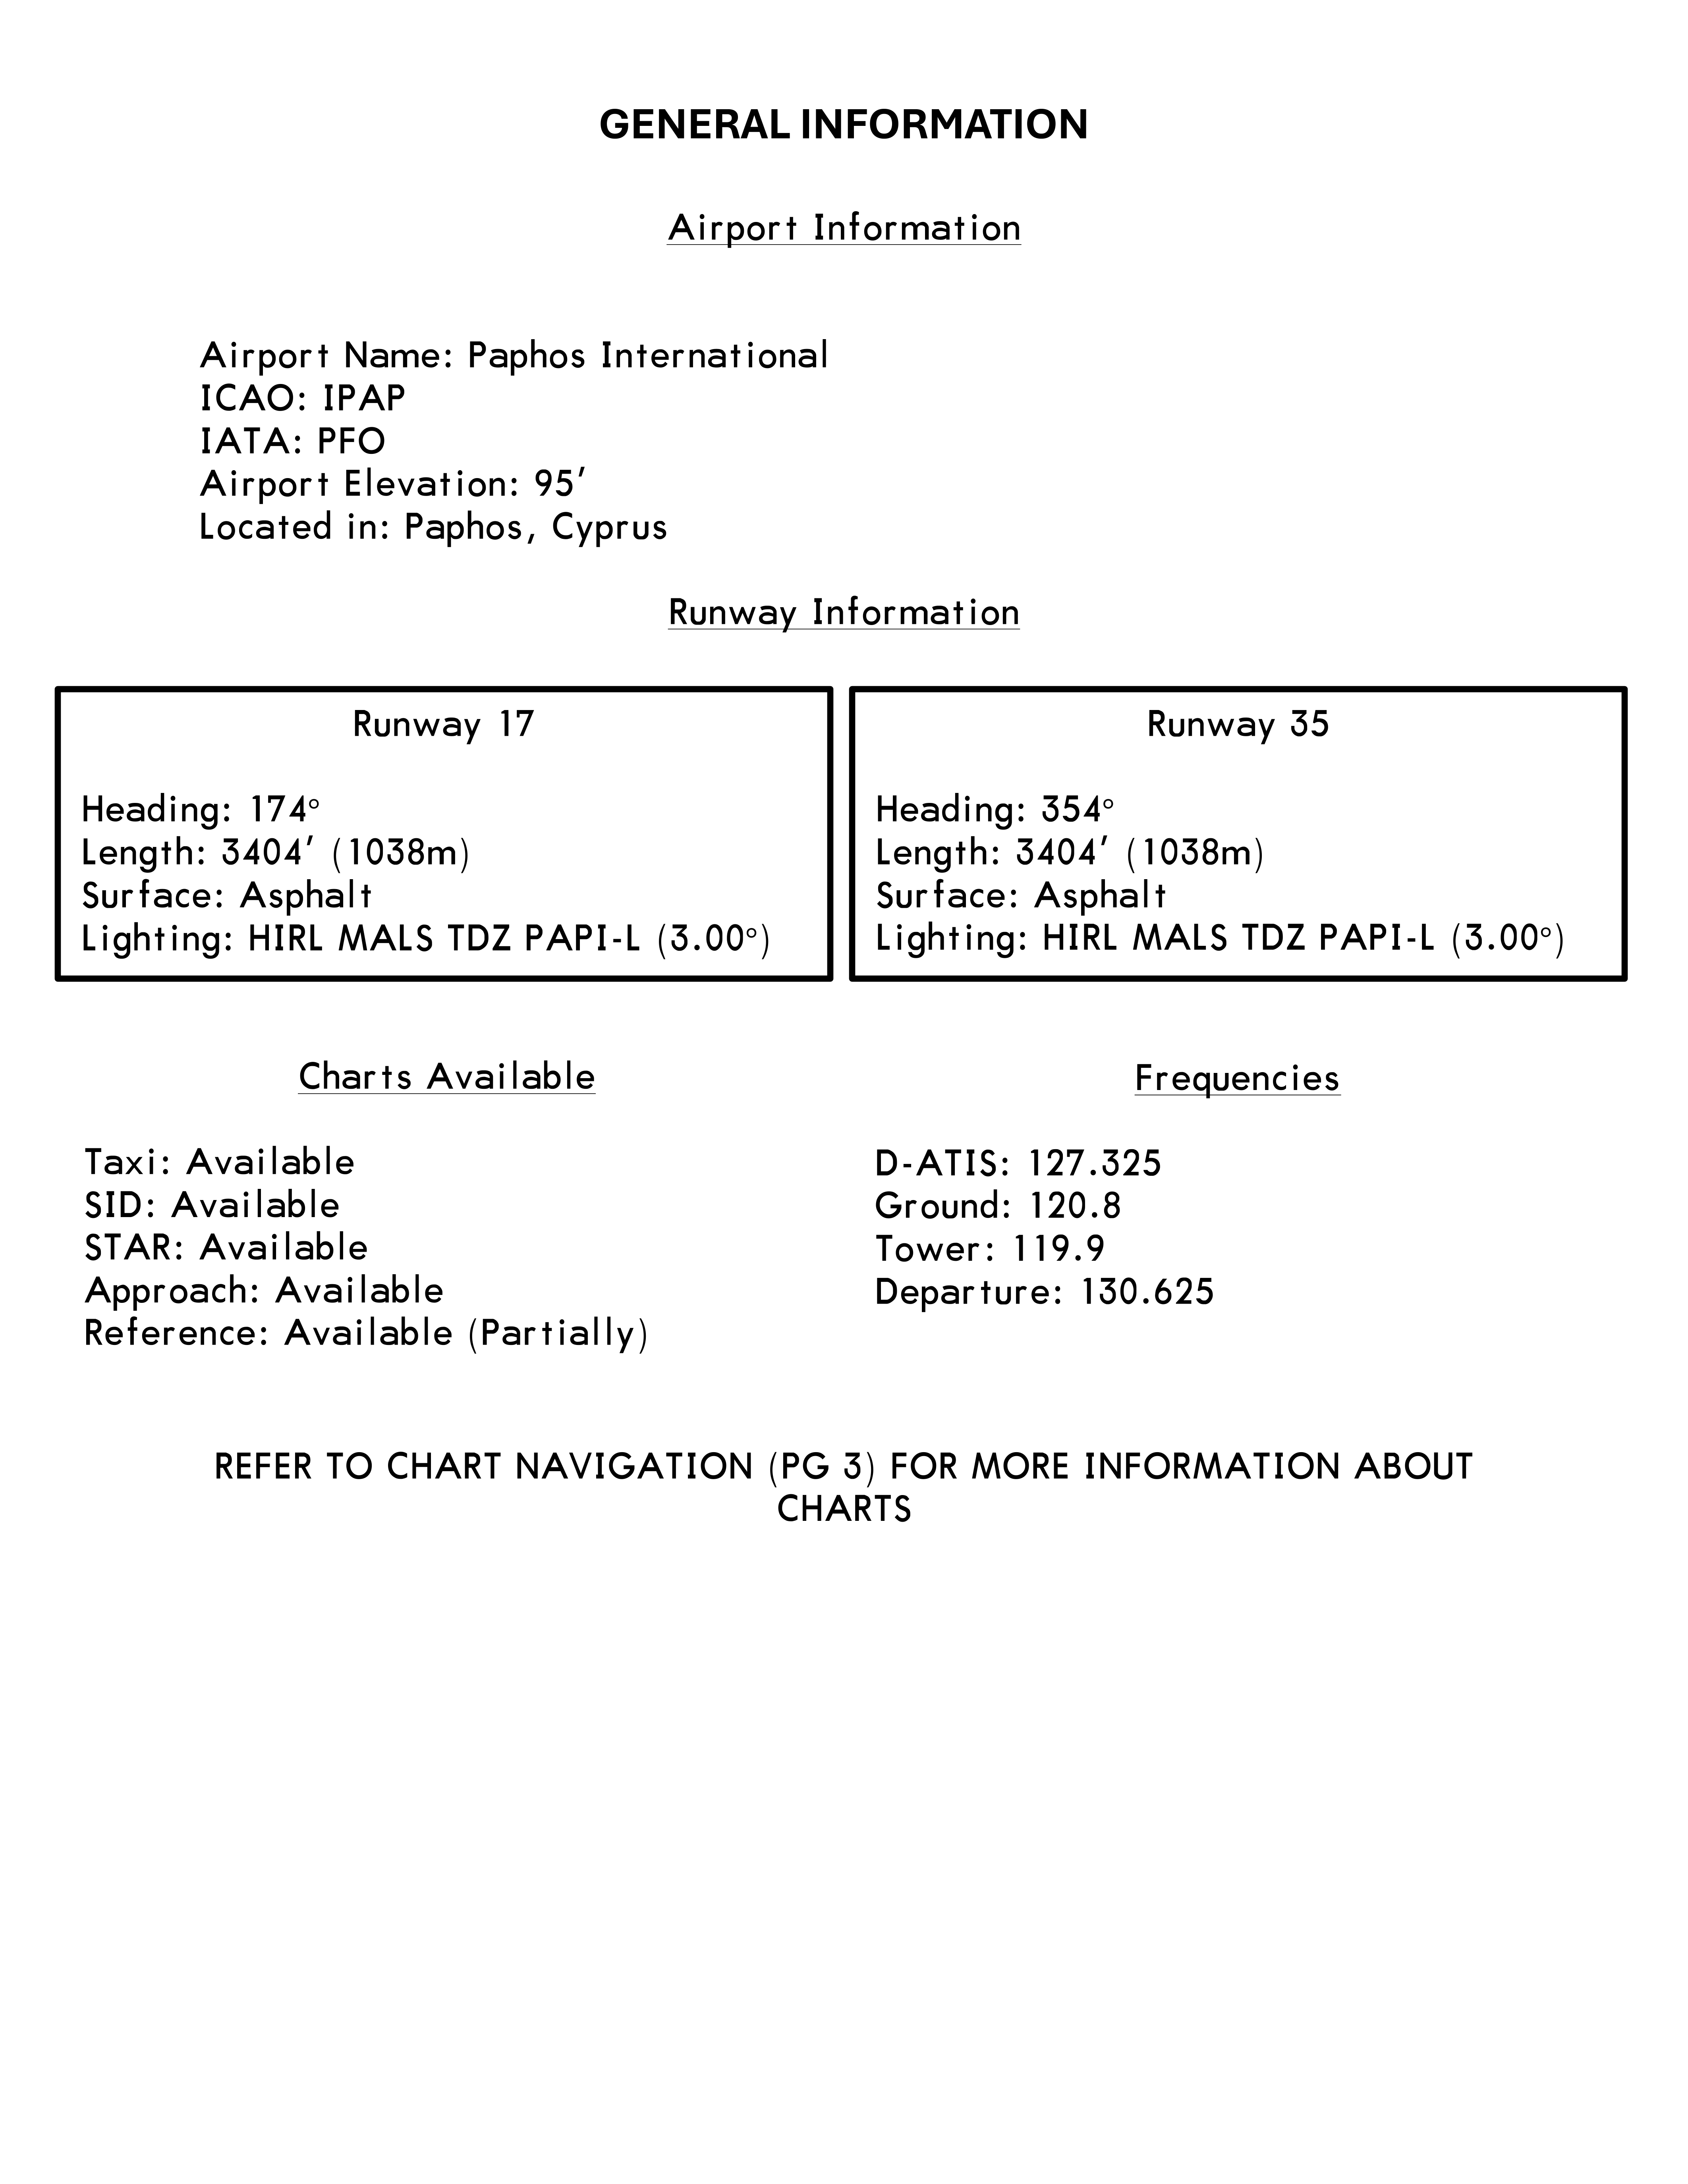 GENERAL INFORMATION
Airport Information
Airport Name: Paphos International
ICAO: IPAP
IATA: PFO
Airport Elevation: 95’
Located in: Paphos, Cyprus
Runway Information
Runway 17
Heading: 174°
Length: 3404’ (1038m)
Surface: Asphalt
Lighting: HIRL MALS TDZ PAPI-L (3.00°)
Runway 35
Heading: 354°
Length: 3404’ (1038m)
Surface: Asphalt
Lighting: HIRL MALS TDZ PAPI-L (3.00°)
Charts Available
Taxi: Available
SID: Available
STAR: Available
Approach: Available
Reference: Available (Partially)
Frequencies
D-ATIS: 127.325
Ground: 120.8
Tower: 119.9
Departure: 130.625
REFER TO CHART NAVIGATION (PG 3) FOR MORE INFORMATION ABOUT
CHARTS